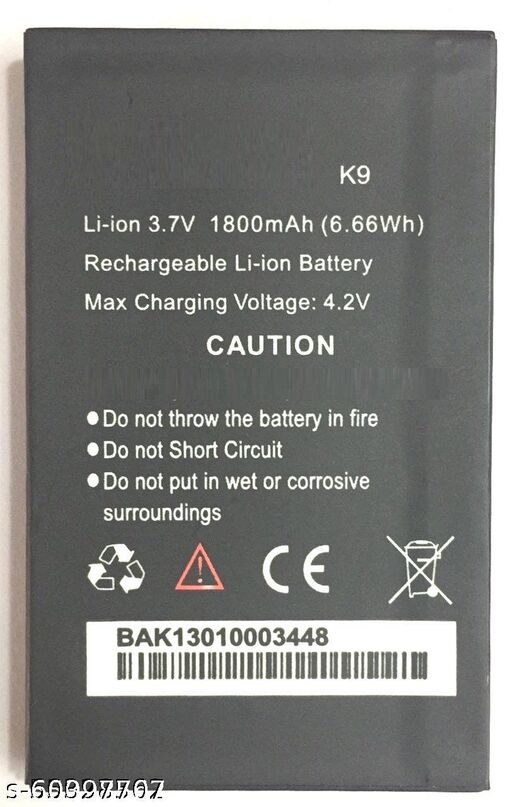 K9
Li-ion 3.7V 1800mAh (6.66Wh)
Rechargeable Li-ion Battery
Max Charging Voltage: 4.2V
CAUTION
Do not throw the battery in fire
Do not Short Circuit
Do not put in wet or corrosive
surroundings
CE
BAK13010003448